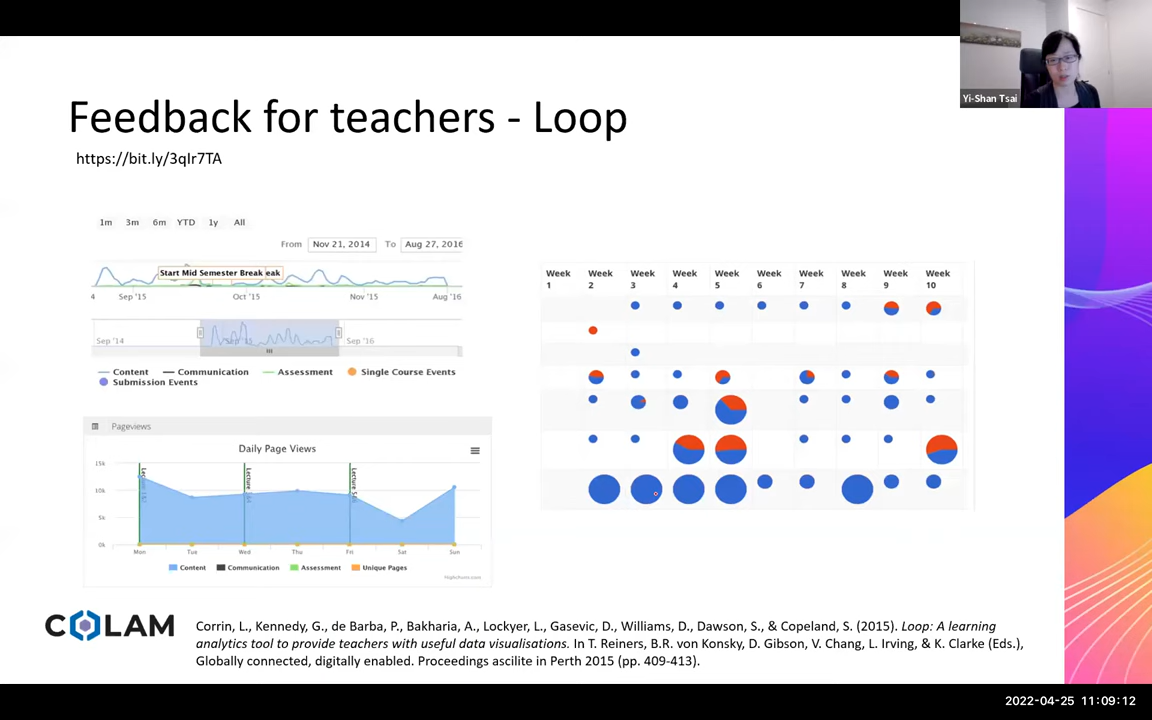 Yi-Shan Tsai
Feedback for teachers - Loop
https://bit.ly/3qIr7TA
1m 3m 6m YTD 1y All
From Nov 21, 2014 To Aug 27, 2016
Start Mid Semester Break eak
4 Sep '15 Oct '15 Nov '15 Aug '16
Sep '14 Sep '15 Sep '16
Content Communication Assessment Single Course Events
Submission Events
Week Week Week Week Week Week Week Week Week Week
1 2 3 4 5 6 7 8 9 10
Pageviews
Daily Page Views
15k
10k
5k
0k
Mon Tue Wed Thu Fri Sat Sun
Content Communication Assessment Unique Pages
Highcharts.com
COLAM
Corrin, L., Kennedy, G., de Barba, P., Bakharia, A., Lockyer, L., Gasevic, D., Williams, D., Dawson, S., & Copeland, S. (2015). Loop: A learning
analytics tool to provide teachers with useful data visualisations. In T. Reiners, B.R. von Konsky, D. Gibson, V. Chang, L. Irving, & K. Clarke (Eds.),
Globally connected, digitally enabled. Proceedings ascilite in Perth 2015 (pp. 409-413).
2022-04-25 11:09:12